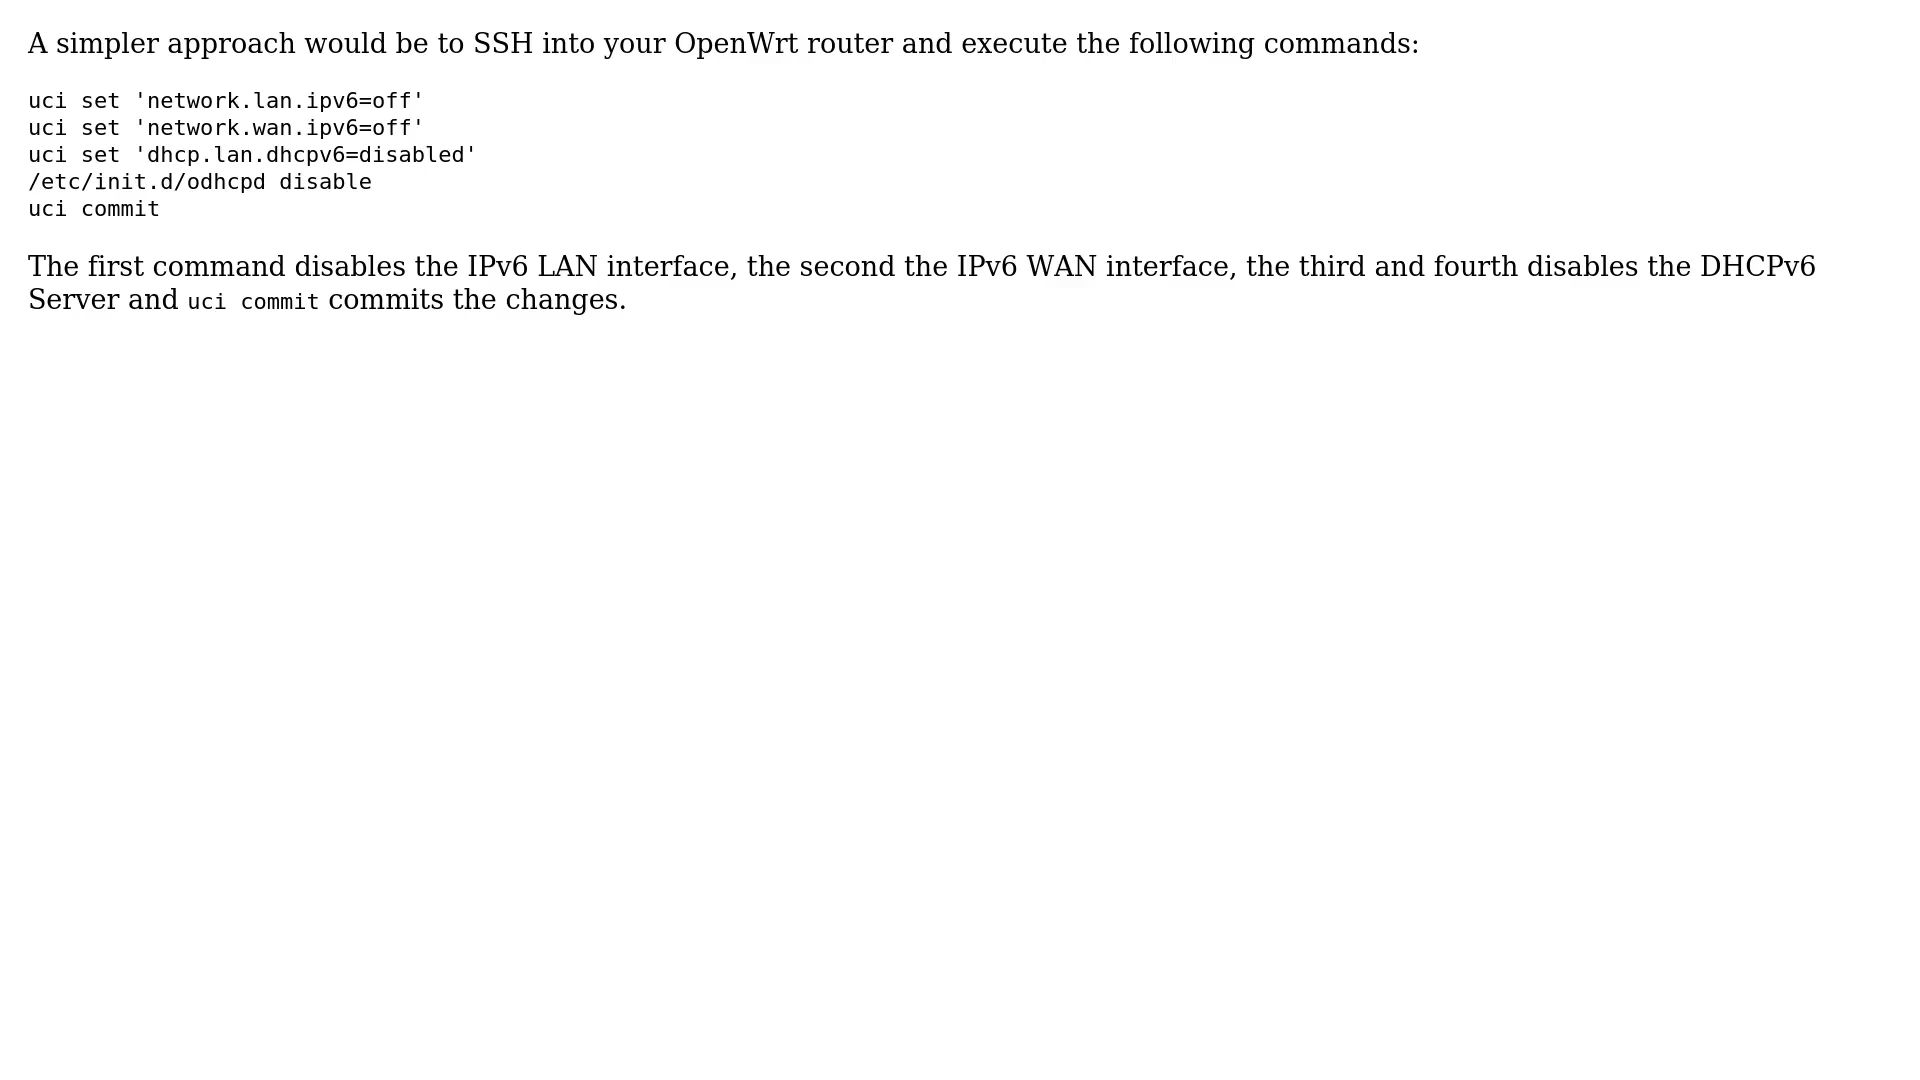 A simpler approach would be to SSH into your OpenWrt router and execute the following commands:
uci set 'network.lan.ipv6=off'
uci set 'network.wan.ipv6=off'
uci set 'dhcp.lan.dhcpv6=disabled'
/etc/init.d/odhcpd disable
uci commit
The first command disables the IPv6 LAN interface, the second the IPv6 WAN interface, the third and fourth disables the DHCPv6
Server and uci commit commits the changes.